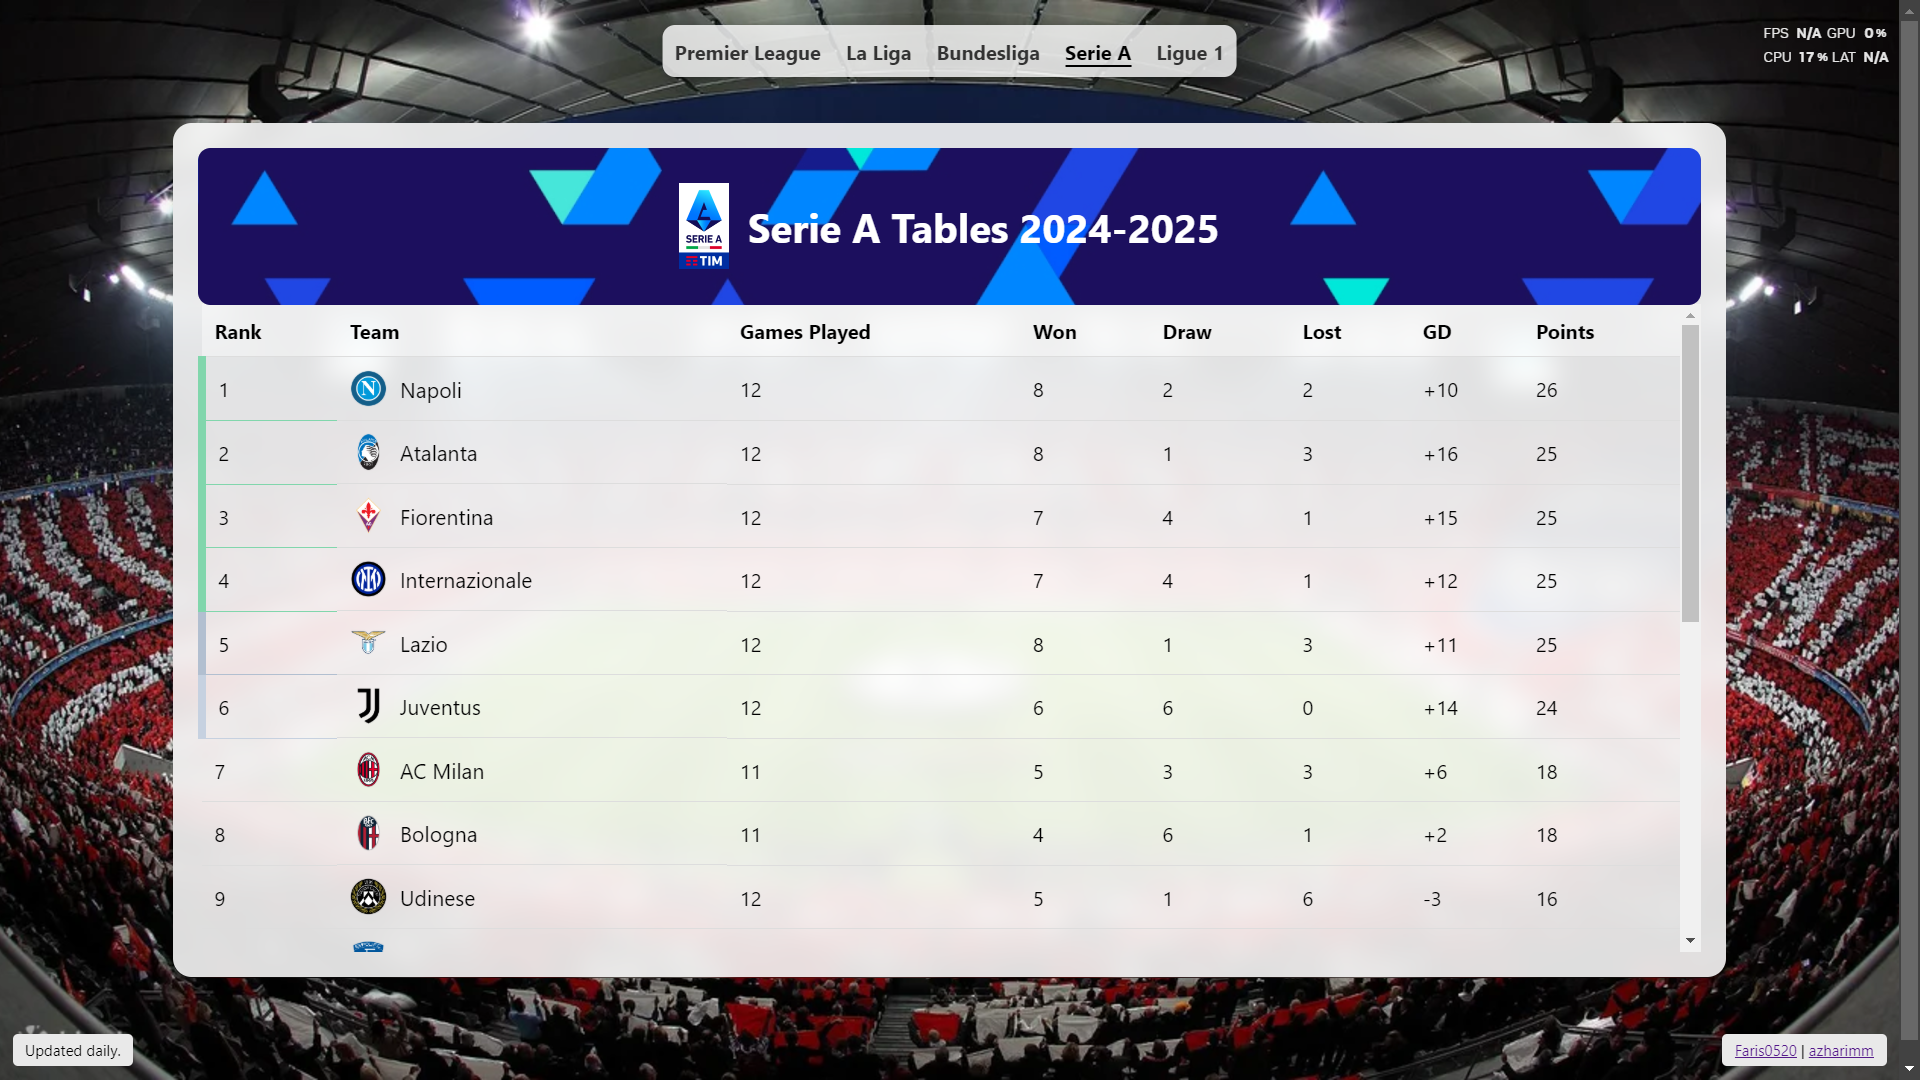 Premier League La Liga Bundesliga Serie A Ligue 1
FPS N/A GPU 0%
CPU 17% LAT N/A
SERIE A
TIM
Serie A Tables 2024-2025
Rank Team Games Played Won Draw Lost GD Points
1 Napoli 12 8 2 2 +10 26
2 Atalanta 12 8 1 3 +16 25
3 Fiorentina 12 7 4 1 +15 25
4 Internazionale 12 7 4 1 +12 25
5 Lazio 12 8 1 3 +11 25
6 Juventus 12 6 6 0 +14 24
7 AC Milan 11 5 3 3 +6 18
8 Bologna 11 4 6 1 +2 18
9 Udinese 12 5 1 6 -3 16
Updated daily.
Faris0520 | azharimm